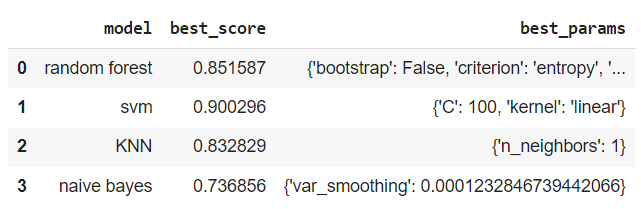 model best_score best_params
0 random forest 0.851587 {'bootstrap': False, 'criterion': 'entropy', '...
1 svm 0.900296 {'C': 100, 'kernel': 'linear'}
2 KNN 0.832829 {'n_neighbors': 1}
3 naive bayes 0.736856 {'var_smoothing': 0.0001232846739442066}